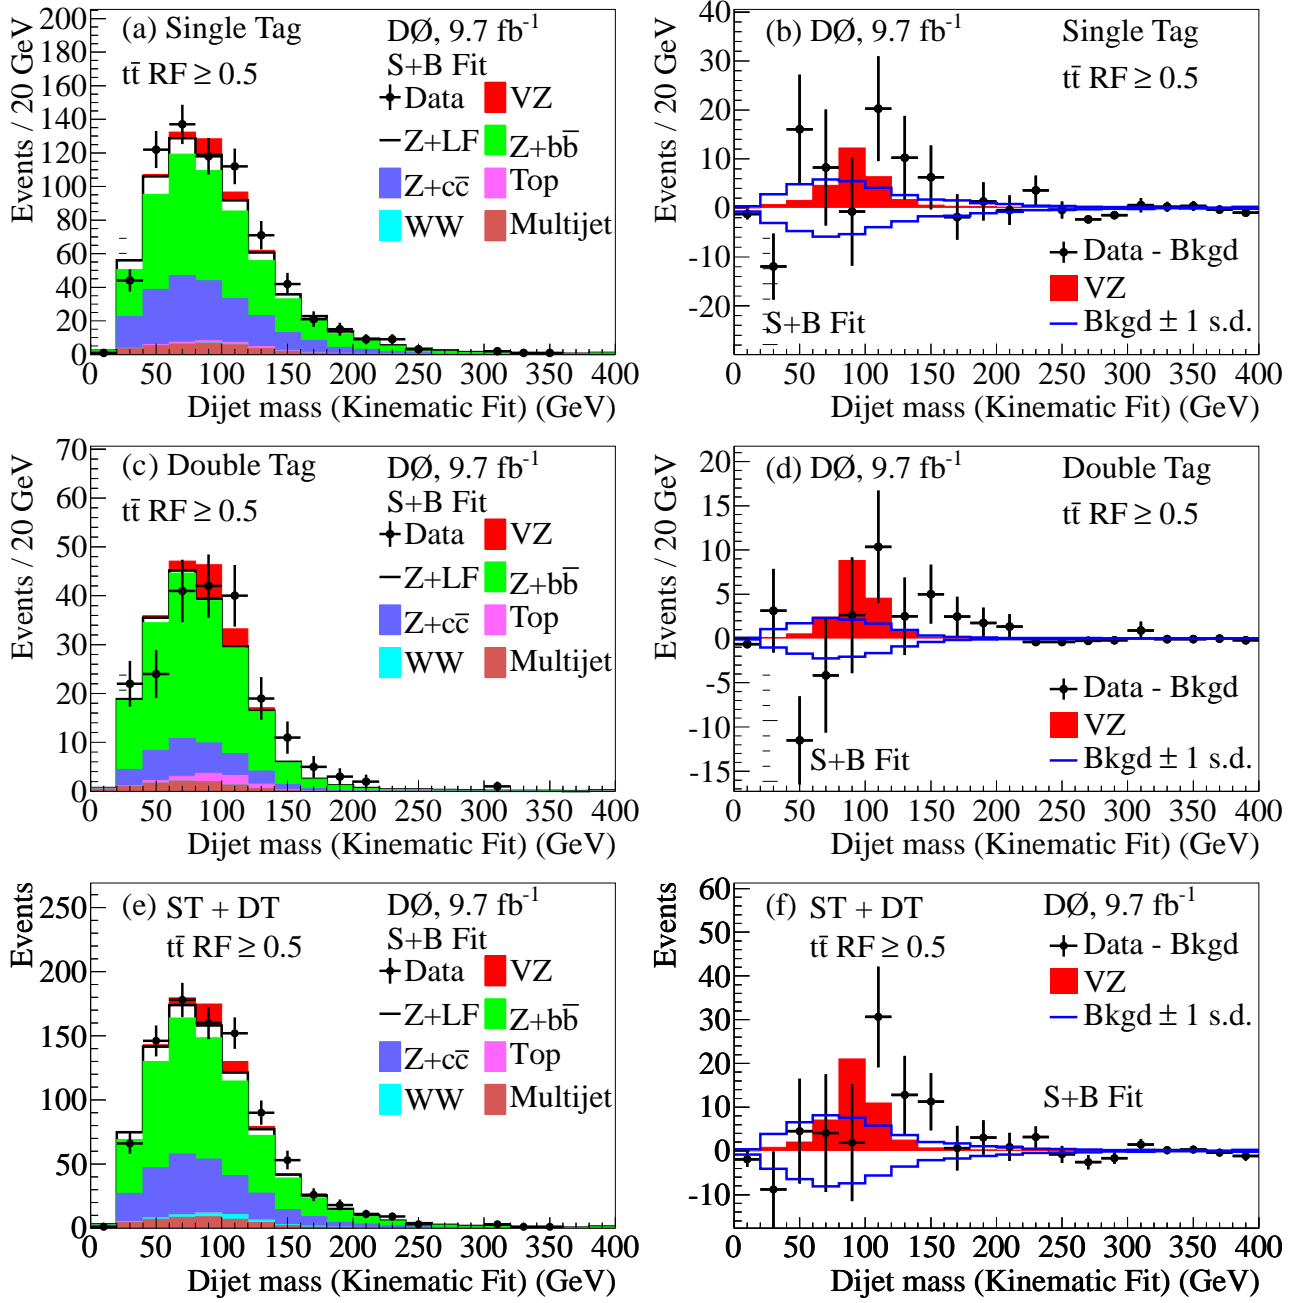 (a) Single Tag
DØ, 9.7 fb⁻¹
tt̄ RF ≥ 0.5
S+B Fit
Data
VZ
Z+LF
Z+bb̄
Z+cc̄
Top
WW
Multijet
Events / 20 GeV
200
180
160
140
120
100
80
60
40
20
0
0 50 100 150 200 250 300 350 400
Dijet mass (Kinematic Fit) (GeV)
(b) DØ, 9.7 fb⁻¹
Single Tag
tt̄ RF ≥ 0.5
Events / 20 GeV
40
30
20
10
0
-10
-20
Data - Bkgd
VZ
S+B Fit
Bkgd ± 1 s.d.
0 50 100 150 200 250 300 350 400
Dijet mass (Kinematic Fit) (GeV)
(c) Double Tag
DØ, 9.7 fb⁻¹
tt̄ RF ≥ 0.5
S+B Fit
Data
VZ
Z+LF
Z+bb̄
Z+cc̄
Top
WW
Multijet
Events / 20 GeV
70
60
50
40
30
20
10
0
0 50 100 150 200 250 300 350 400
Dijet mass (Kinematic Fit) (GeV)
(d) DØ, 9.7 fb⁻¹
Double Tag
tt̄ RF ≥ 0.5
Events / 20 GeV
20
15
10
5
0
-5
-10
-15
Data - Bkgd
VZ
S+B Fit
Bkgd ± 1 s.d.
0 50 100 150 200 250 300 350 400
Dijet mass (Kinematic Fit) (GeV)
(e) ST + DT
DØ, 9.7 fb⁻¹
tt̄ RF ≥ 0.5
S+B Fit
Data
VZ
Z+LF
Z+bb̄
Z+cc̄
Top
WW
Multijet
Events
250
200
150
100
50
0
0 50 100 150 200 250 300 350 400
Dijet mass (Kinematic Fit) (GeV)
(f) ST + DT
DØ, 9.7 fb⁻¹
tt̄ RF ≥ 0.5
Data - Bkgd
VZ
Bkgd ± 1 s.d.
S+B Fit
Events
60
50
40
30
20
10
0
-10
0 50 100 150 200 250 300 350 400
Dijet mass (Kinematic Fit) (GeV)